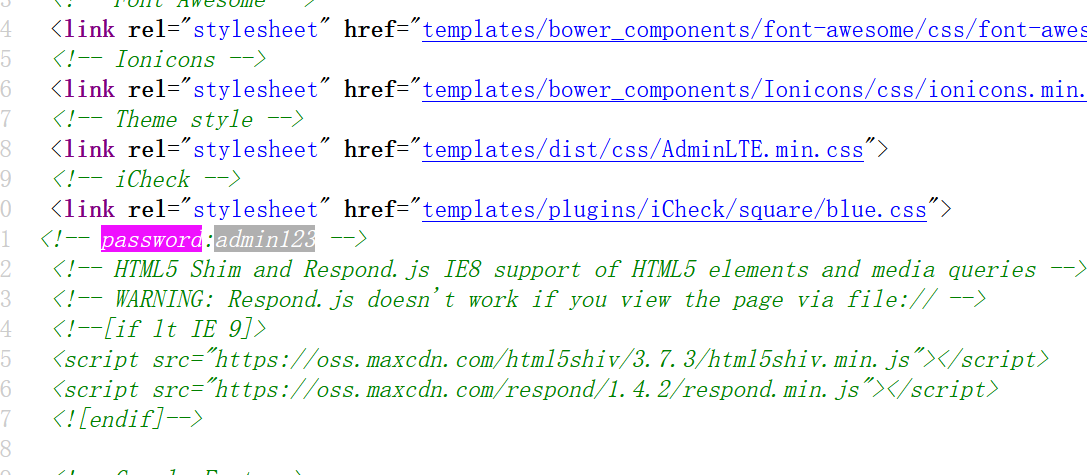 3 <!-- Font Awesome -->
4 <link rel="stylesheet" href="templates/bower_components/font-awesome/css/font-awes
5 <!-- Ionicons -->
6 <link rel="stylesheet" href="templates/bower_components/Ionicons/css/ionicons.min.
7 <!-- Theme style -->
8 <link rel="stylesheet" href="templates/dist/css/AdminLTE.min.css">
9 <!-- iCheck -->
0 <link rel="stylesheet" href="templates/plugins/iCheck/square/blue.css">
1 <!-- password:admin123 -->
2 <!-- HTML5 Shim and Respond.js IE8 support of HTML5 elements and media queries -->
3 <!-- WARNING: Respond.js doesn't work if you view the page via file:// -->
4 <!--[if lt IE 9]>
5 <script src="https://oss.maxcdn.com/html5shiv/3.7.3/html5shiv.min.js"></script>
6 <script src="https://oss.maxcdn.com/respond/1.4.2/respond.min.js"></script>
7 <![endif]-->
8